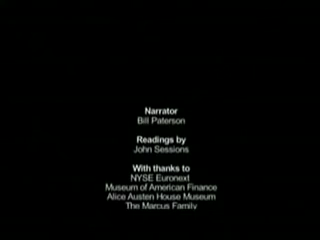 Narrator
Bill Paterson
Readings by
John Sessions
With thanks to
NYSE Euronext
Museum of American Finance
Alice Austen House Museum
The Marcus Family